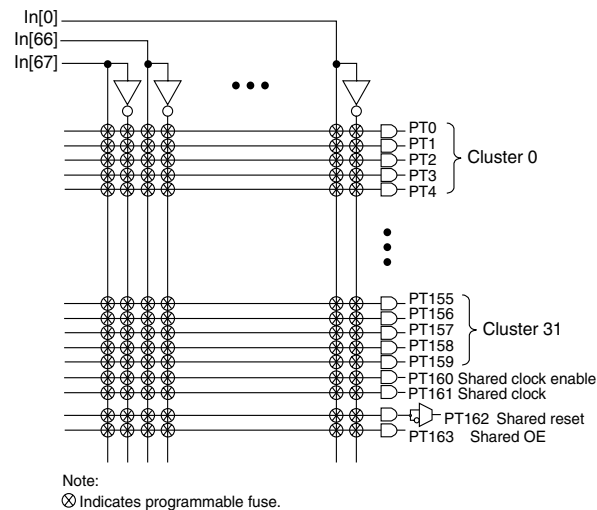 In[0]
In[66]
In[67]
PT0
PT1
PT2
PT3
PT4
Cluster 0
PT155
PT156
PT157
PT158
PT159
Cluster 31
PT160 Shared clock enable
PT161 Shared clock
PT162 Shared reset
PT163 Shared OE
Note:
Indicates programmable fuse.